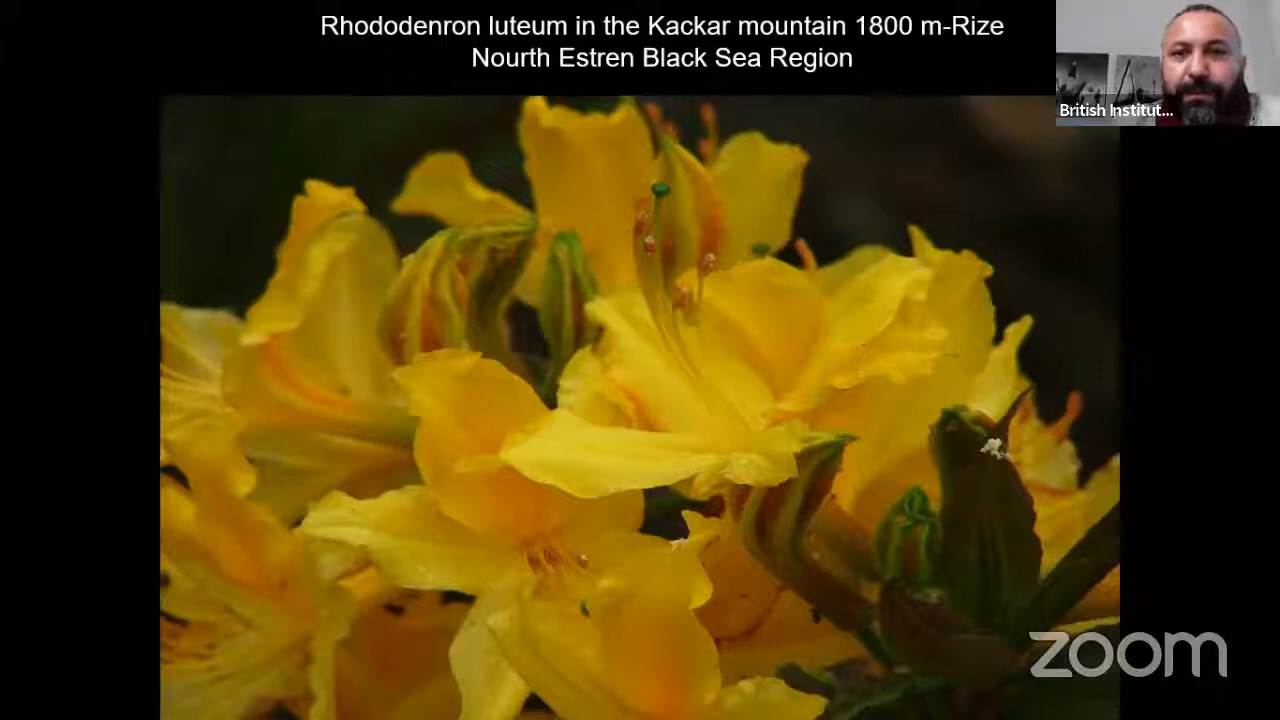 Rhododenron luteum in the Kackar mountain 1800 m-Rize
Nourth Estren Black Sea Region
British Institut...
zoom